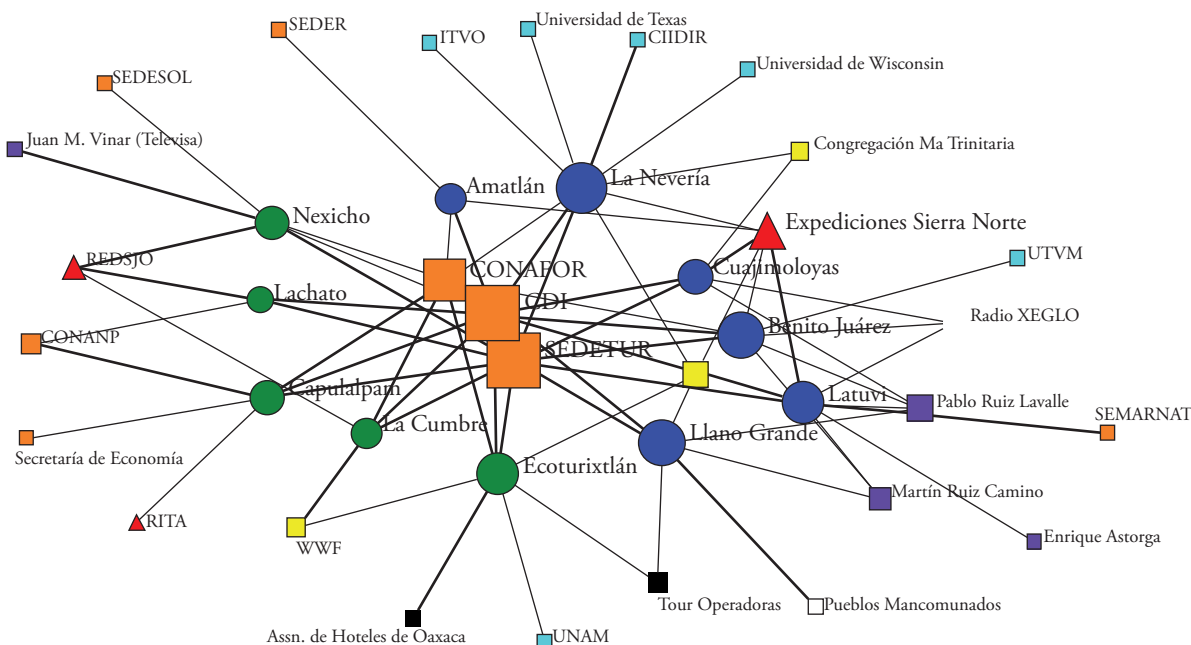 Universidad de Texas
SEDER
ITVO
CIIDIR
Universidad de Wisconsin
SEDESOL
Juan M. Vinar (Televisa)
Congregación Ma Trinitaria
Amatlán
La Nevería
Nexicho
Expediciones Sierra Norte
REDSJO
CONAFOR
Cuajimoloyas
UTVM
Lachato
CDI
Benito Juárez
Radio XEGLO
CONANP
SEDETUR
Capulalpam
Latuvi
Pablo Ruiz Lavalle
La Cumbre
Llano Grande
SEMARNAT
Secretaría de Economía
Ecoturixtlán
Martín Ruiz Camino
RITA
WWF
Enrique Astorga
Tour Operadoras
Pueblos Mancomunados
Assn. de Hoteles de Oaxaca
UNAM